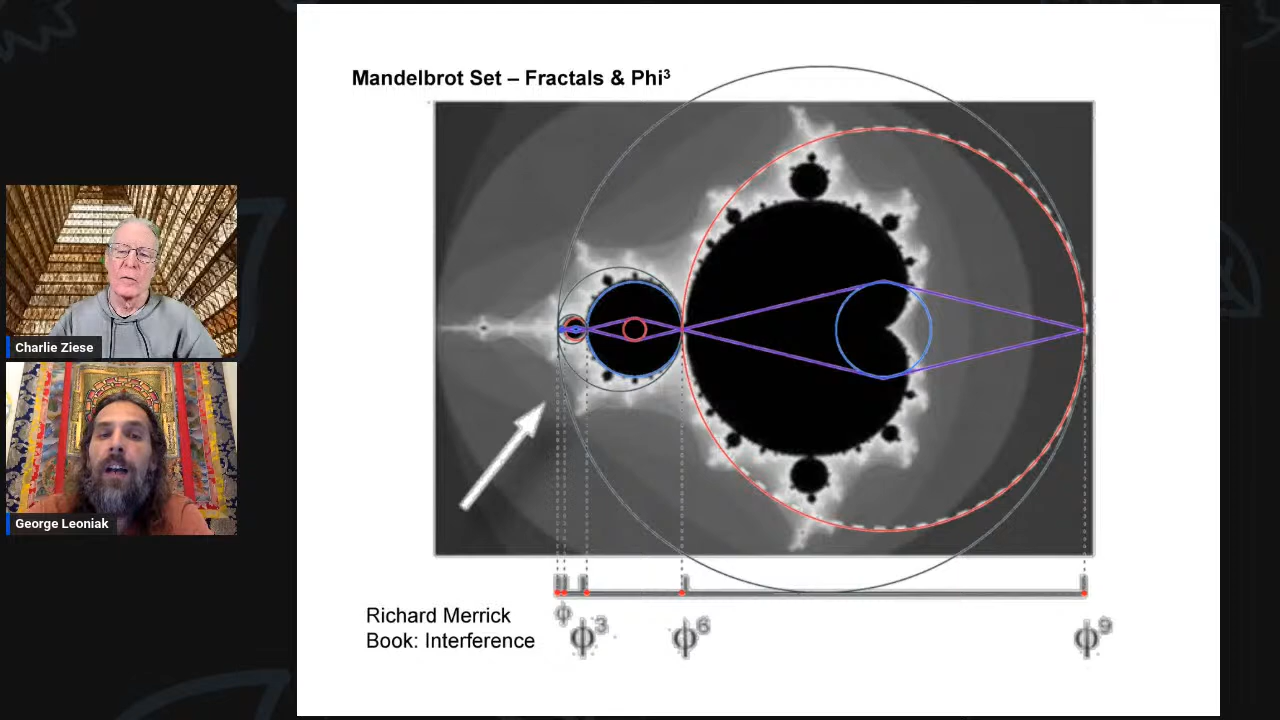 Mandelbrot Set – Fractals & Phi³
Charlie Ziese
George Leoniak
Richard Merrick
Book: Interference
φ
φ³
φ⁶
φ⁹